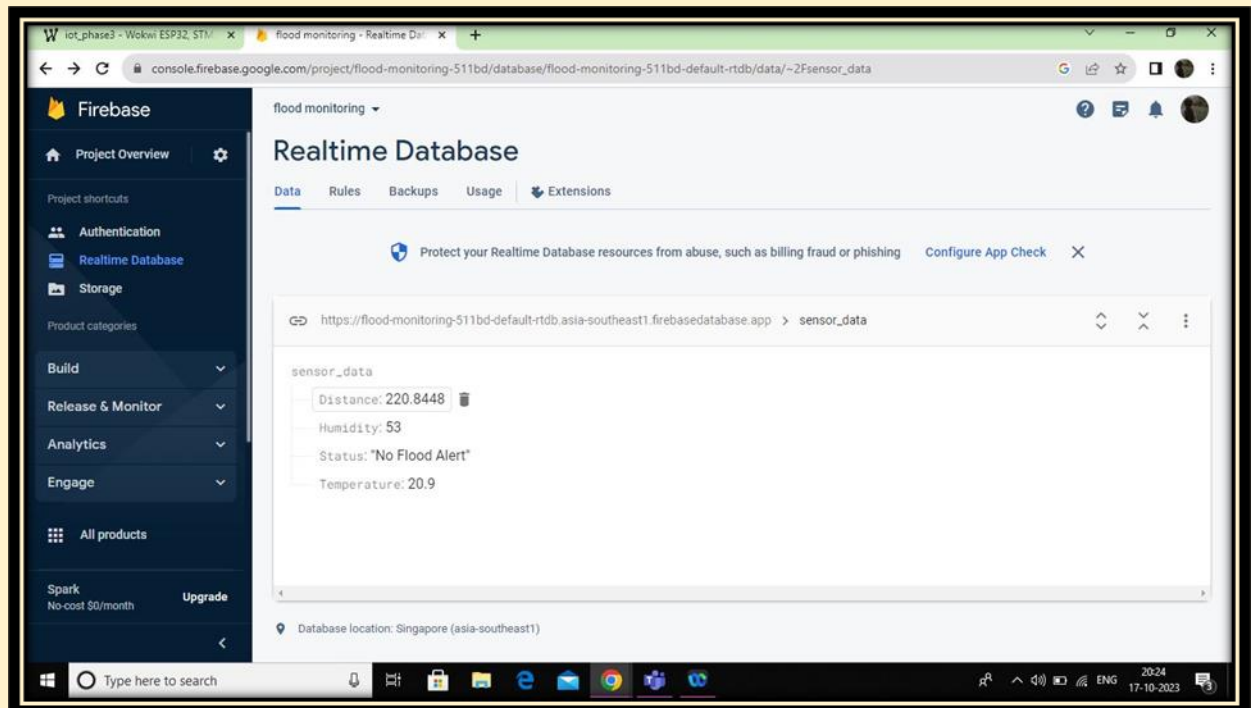 iot_phase3 - Wokwi ESP32, STM
flood monitoring - Realtime Dat
console.firebase.google.com/project/flood-monitoring-511bd/database/flood-monitoring-511bd-default-rtdb/data/~2Fsensor_data
Firebase
flood monitoring
Project Overview
Realtime Database
Data Rules Backups Usage Extensions
Project shortcuts
Authentication
Realtime Database
Storage
Protect your Realtime Database resources from abuse, such as billing fraud or phishing Configure App Check
Product categories
https://flood-monitoring-511bd-default-rtdb.asia-southeast1.firebasedatabase.app > sensor_data
Build
Release & Monitor
Analytics
Engage
sensor_data
Distance: 220.8448
Humidity: 53
Status: "No Flood Alert"
Temperature: 20.9
All products
Spark
No-cost $0/month
Upgrade
Database location: Singapore (asia-southeast1)
Type here to search
ENG
20:24
17-10-2023